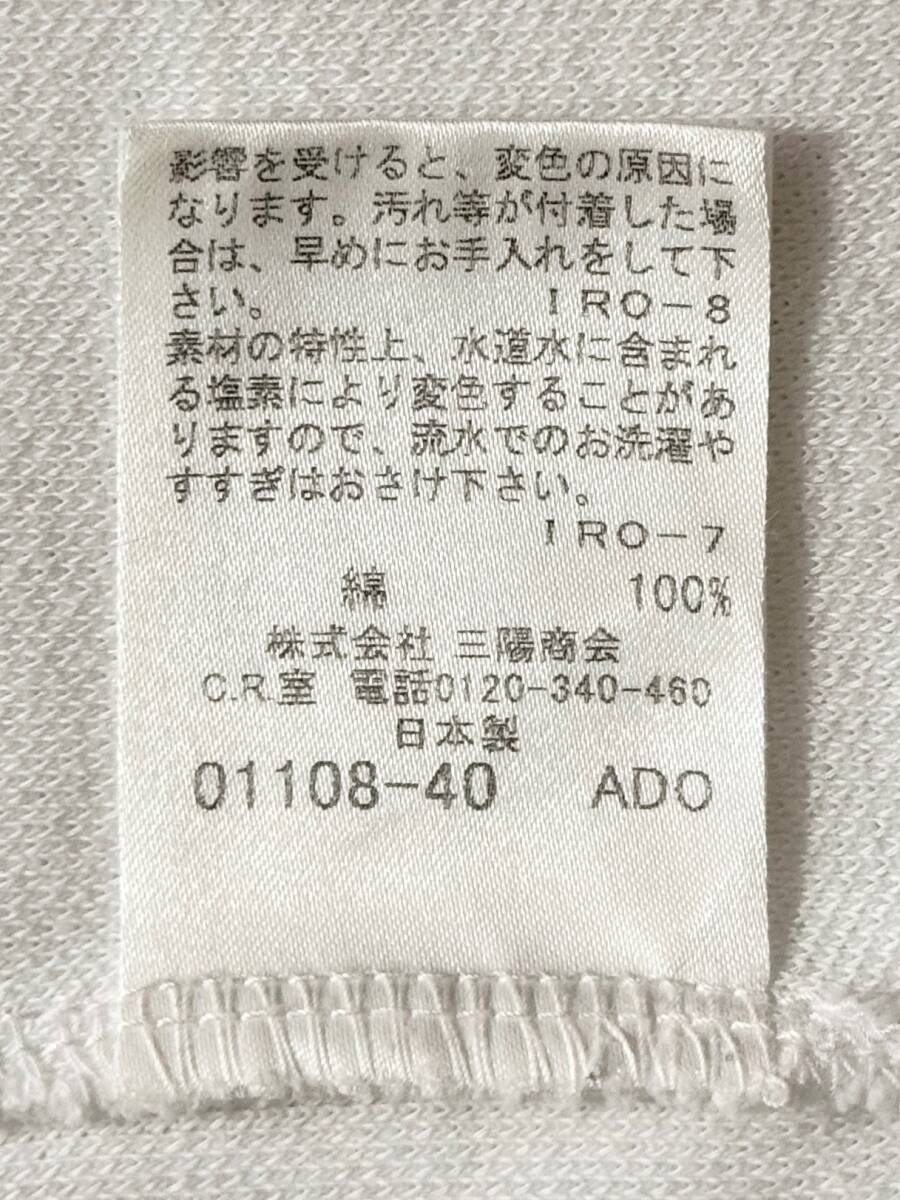 影響を受けると、変色の原因に
なります。汚れ等が付着した場
合は、早めにお手入れをして下
さい。 IRO-8
素材の特性上、水道水に含まれ
る塩素により変色することがあ
りますので、流水でのお洗濯や
すすぎはおさけ下さい。
IRO-7
綿 100%
株式会社 三陽商会
C.R.室 電話0120-340-460
日本製
01108-40 ADO